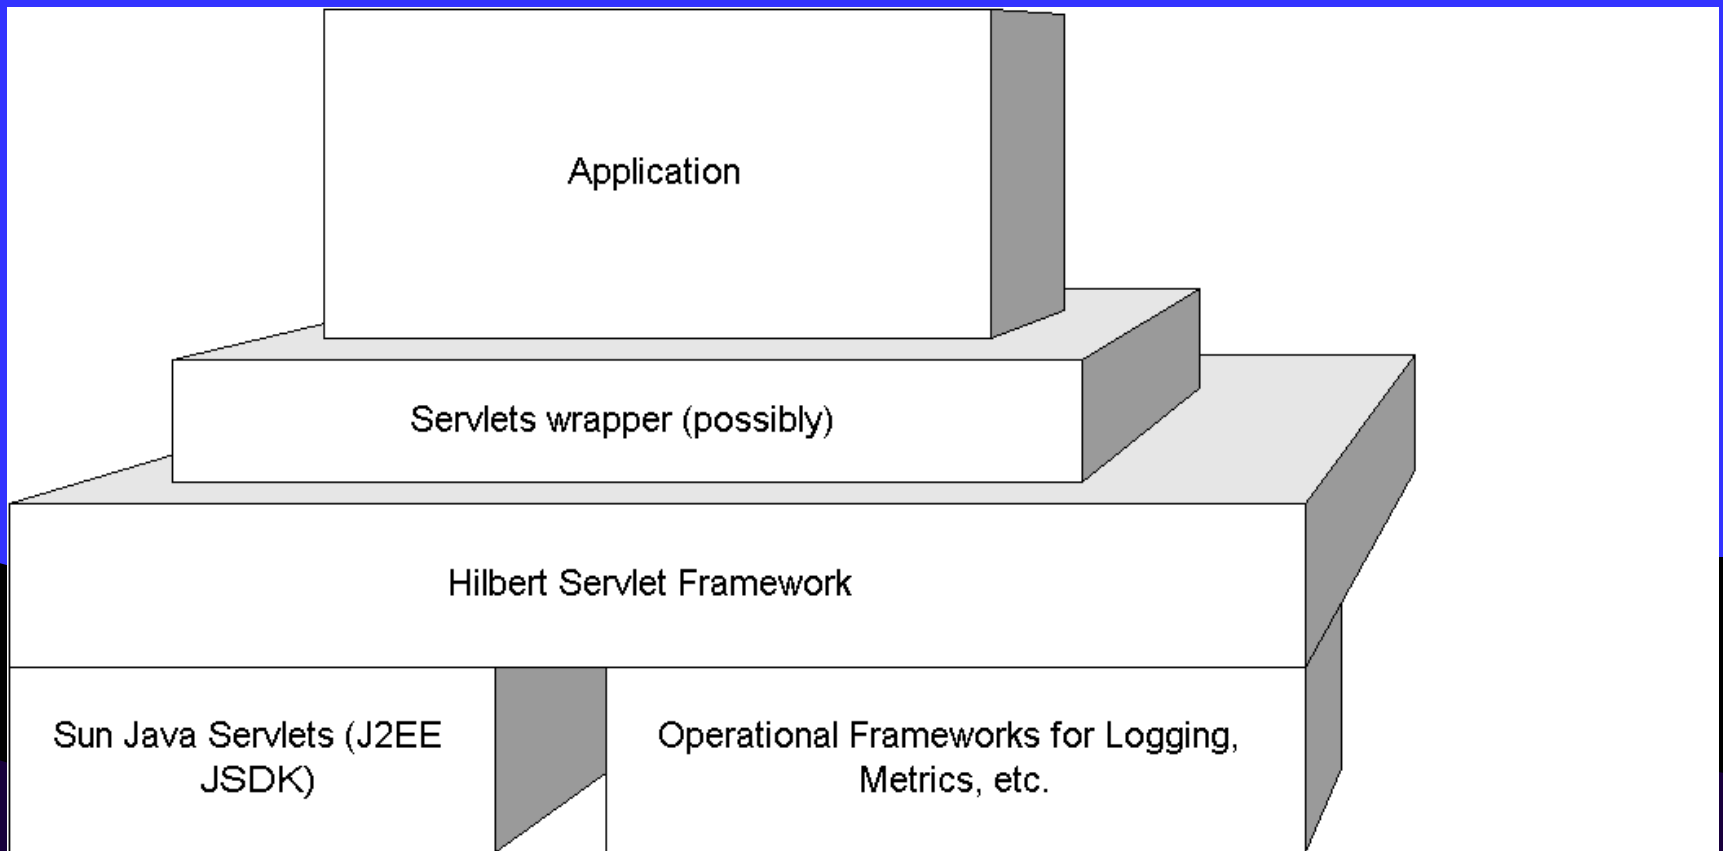 Application
Servlets wrapper (possibly)
Hilbert Servlet Framework
Sun Java Servlets (J2EE
JSDK)
Operational Frameworks for Logging,
Metrics, etc.